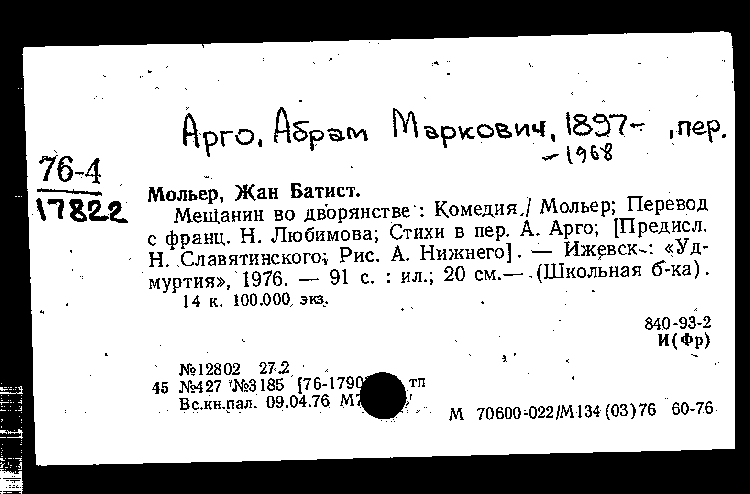 Арго, Абрам Маркович, 1897- , пер.
-1968
76-4
17822
Мольер, Жан Батист.
Мещанин во дворянстве : Комедия / Мольер; Перевод
с франц. Н. Любимова; Стихи в пер. А. Арго; [Предисл.
Н. Славятинского; Рис. А. Нижнего]. — Ижевск : «Уд-
муртия», 1976. — 91 с. : ил.; 20 см.— (Школьная б-ка).
14 к. 100.000 экз.
840-93-2
И(Фр)
№12802 27.2
45 №427 №3185 [76-1790 тп
Вс.кн.пал. 09.04.76 М7
М 70600-022/М134(03)76 60-76